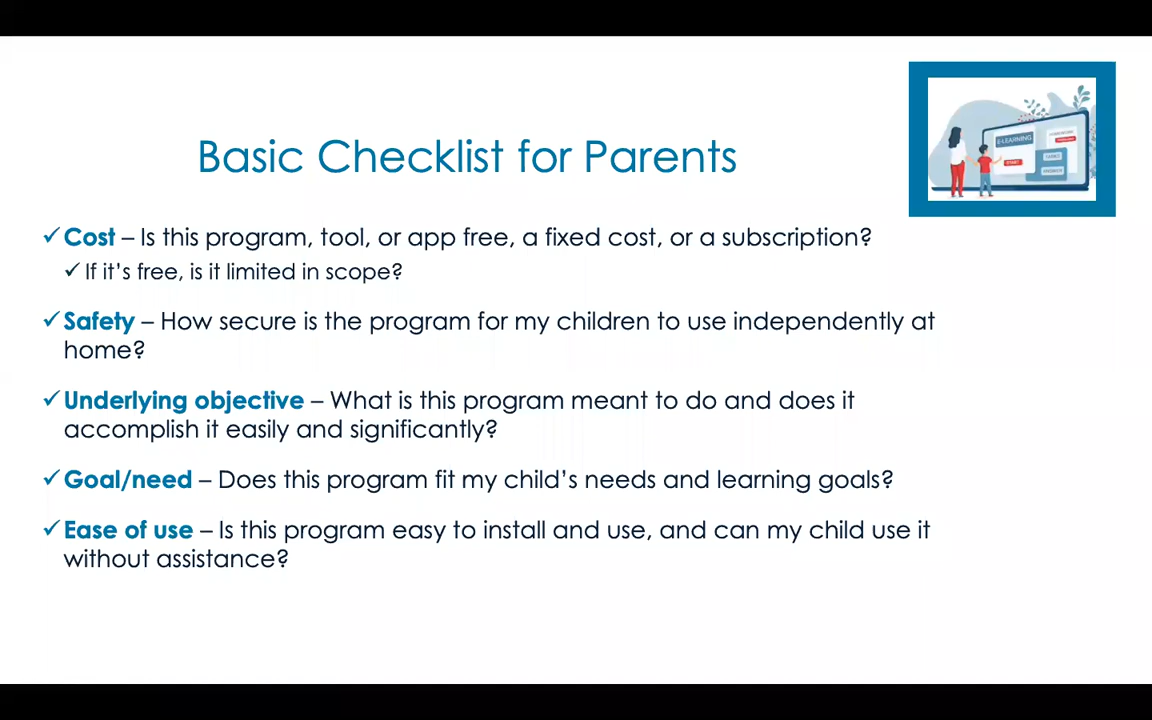 Basic Checklist for Parents
E-LEARNING
✓Cost – Is this program, tool, or app free, a fixed cost, or a subscription?
✓If it's free, is it limited in scope?
✓Safety – How secure is the program for my children to use independently at
home?
✓Underlying objective – What is this program meant to do and does it
accomplish it easily and significantly?
✓Goal/need – Does this program fit my child's needs and learning goals?
✓Ease of use – Is this program easy to install and use, and can my child use it
without assistance?